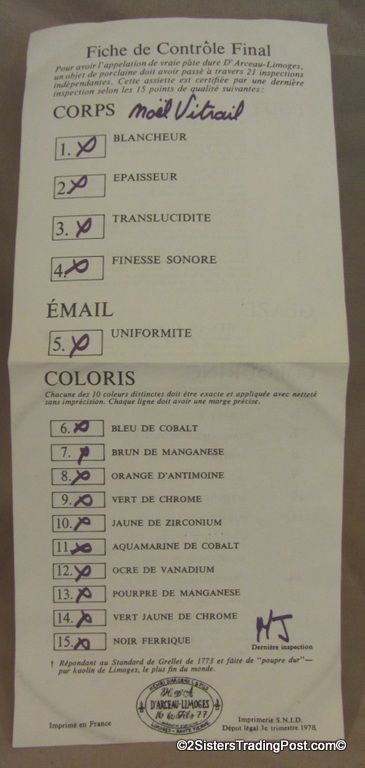 Fiche de Contrôle Final
Pour avoir l'appelation de vraie pâte dure D'Arceau-Limoges,
un objet de porclaine doit avoir passé à travers 21 inspections
indépendantes. Cette assiette est certifiée par une dernière
inspection selon les 15 points de qualité suivantes:
CORPS Noël Vitrail
1. BLANCHEUR
2. EPAISSEUR
3. TRANSLUCIDITE
4. FINESSE SONORE
ÉMAIL
5. UNIFORMITE
COLORIS
Chacune des 10 couleurs distinctes doit être exacte et appliquée avec netteté
sans imprécision. Chaque ligne doit avoir une marge précise.
6. BLEU DE COBALT
7. BRUN DE MANGANESE
8. ORANGE D'ANTIMOINE
9. VERT DE CHROME
10. JAUNE DE ZIRCONIUM
11. AQUAMARINE DE COBALT
12. OCRE DE VANADIUM
13. POURPRE DE MANGANESE
14. VERT JAUNE DE CHROME
15. NOIR FERRIQUE
Dernière inspection
† Répondant au Standard de Grellet de 1773 et faite de "poupre dur"—
pur kaolin de Limoges, le plus fin du monde.
D'ARCEAU-LIMOGES
Imprimé en France
Imprimerie S.N.I.D.
Dépot légal 3e trimestre 1978.
©2SistersTradingPost.com